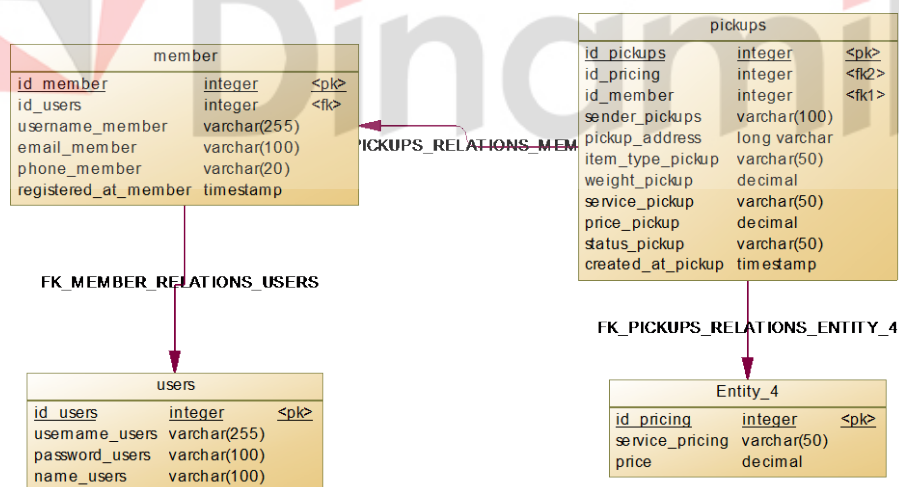 Dinami
member
id_member integer <pk>
id_users integer <fk>
username_member varchar(255)
email_member varchar(100)
phone_member varchar(20)
registered_at_member timestamp
pickups
id_pickups integer <pk>
id_pricing integer <fk2>
id_member integer <fk1>
sender_pickups varchar(100)
pickup_address long varchar
item_type_pickup varchar(50)
weight_pickup decimal
service_pickup varchar(50)
price_pickup decimal
status_pickup varchar(50)
created_at_pickup timestamp
PICKUPS_RELATIONS_MEM
FK_MEMBER_RELATIONS_USERS
FK_PICKUPS_RELATIONS_ENTITY_4
users
id_users integer <pk>
username_users varchar(255)
password_users varchar(100)
name_users varchar(100)
Entity_4
id_pricing integer <pk>
service_pricing varchar(50)
price decimal